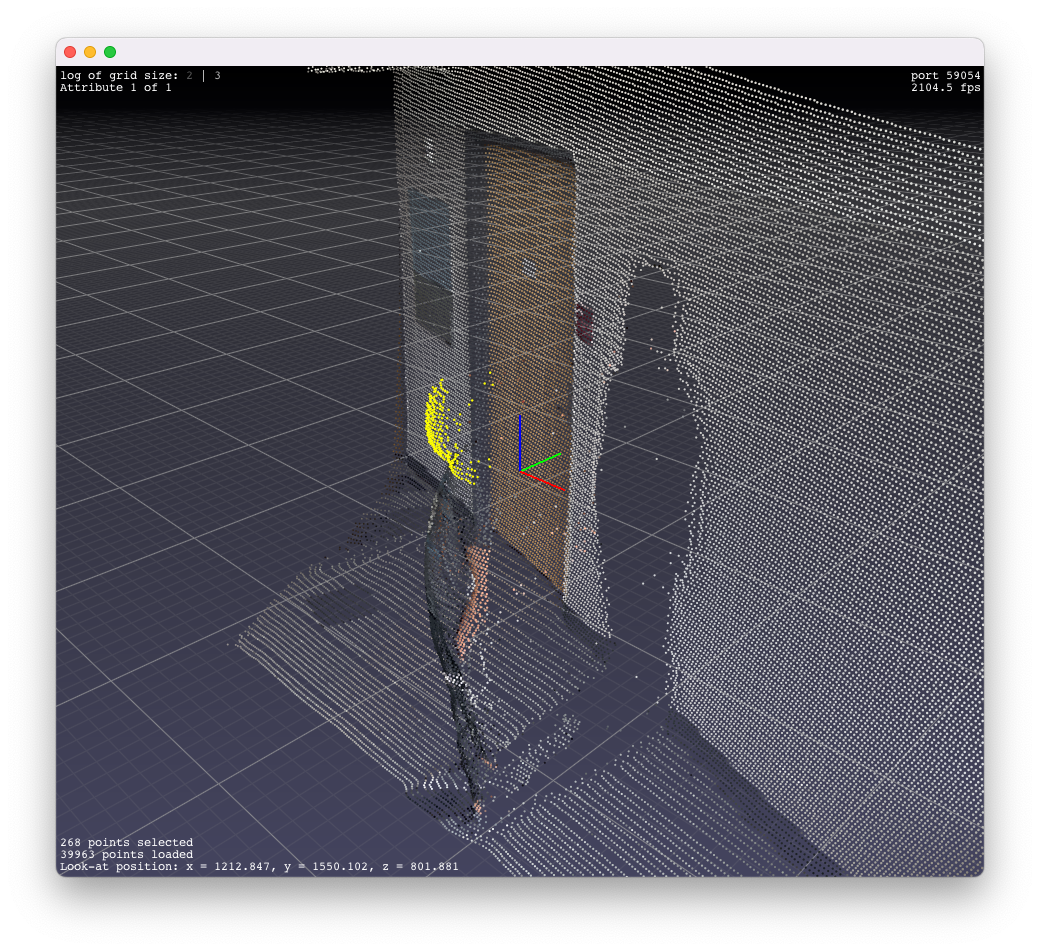 log of grid size: 2 | 3
Attribute 1 of 1
port 59054
2104.5 fps
268 points selected
39963 points loaded
Look-at position: x = 1212.847, y = 1550.102, z = 801.881